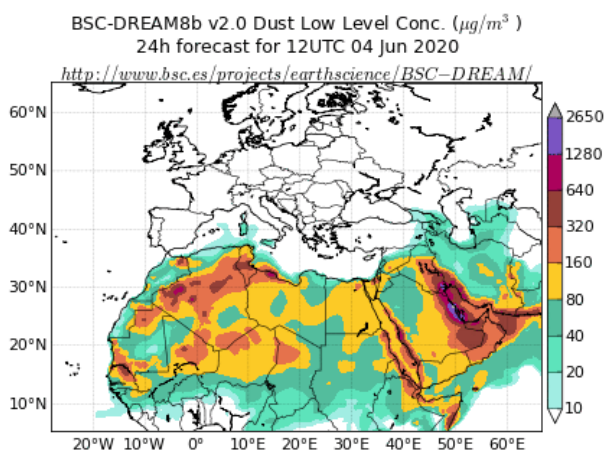 BSC-DREAM8b v2.0 Dust Low Level Conc. (μg/m³ )
24h forecast for 12UTC 04 Jun 2020
http://www.bsc.es/projects/earthscience/BSC−DREAM/
60°N
50°N
40°N
30°N
20°N
10°N
20°W 10°W 0° 10°E 20°E 30°E 40°E 50°E 60°E
2650
1280
640
320
160
80
40
20
10